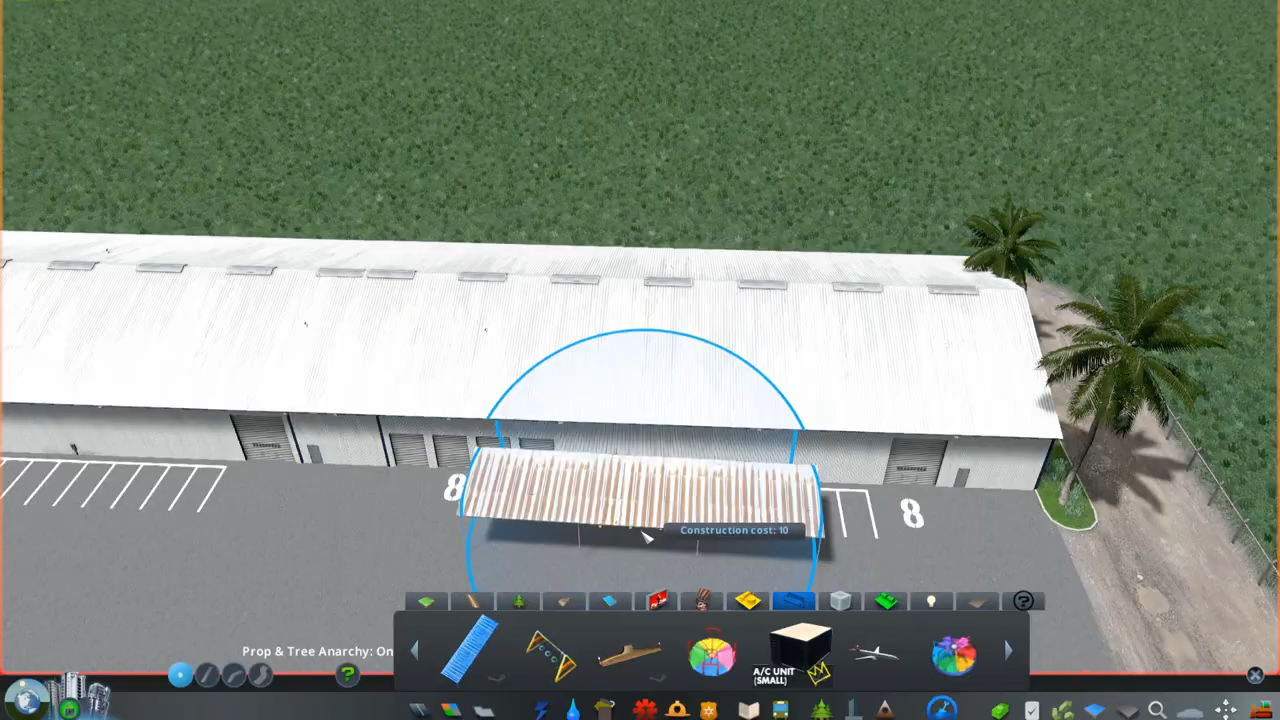 8
8
Construction cost: 10
Prop & Tree Anarchy: On
A/C UNIT
(SMALL)